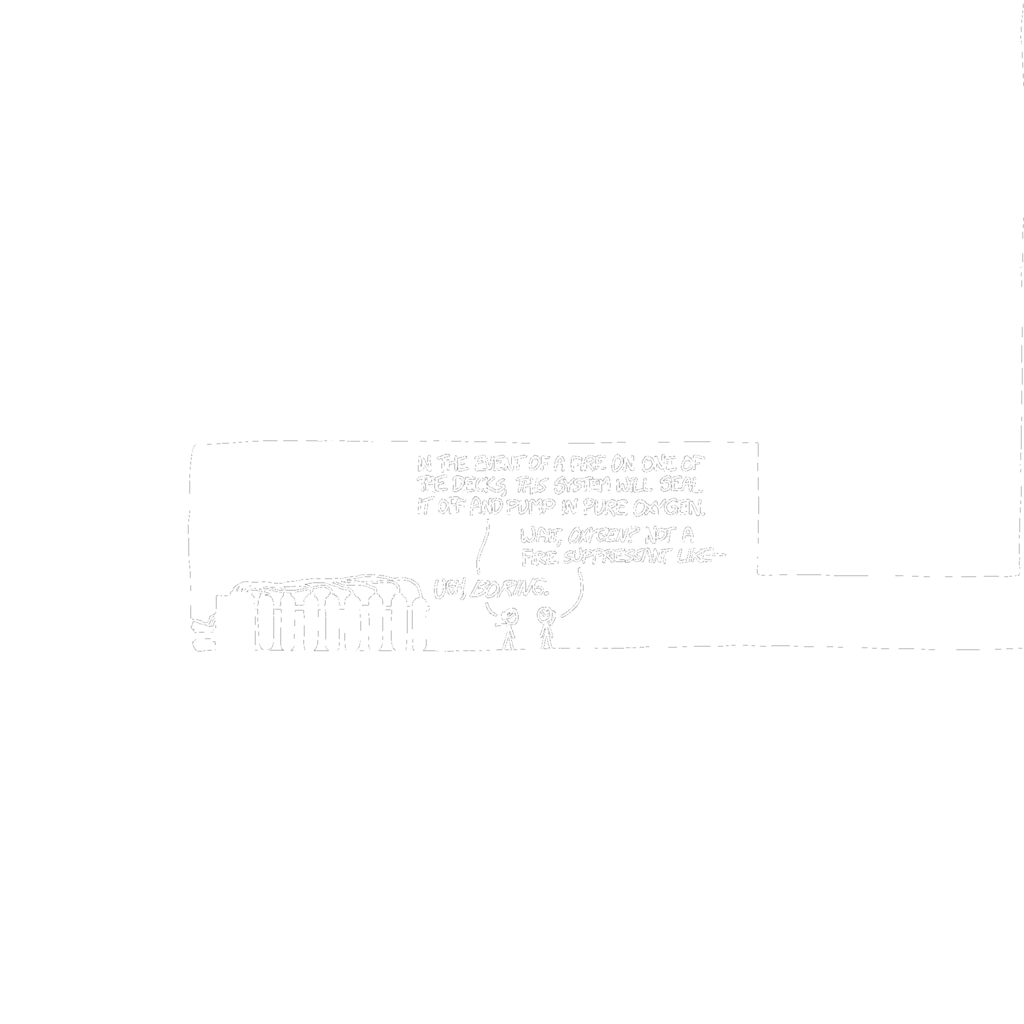 IN THE EVENT OF A FIRE ON ONE OF
THE DECKS, THIS SYSTEM WILL SEAL
IT OFF AND PUMP IN PURE OXYGEN.
WAIT, OXYGEN? NOT A
FIRE SUPPRESSANT LIKE--
UGH, BORING.